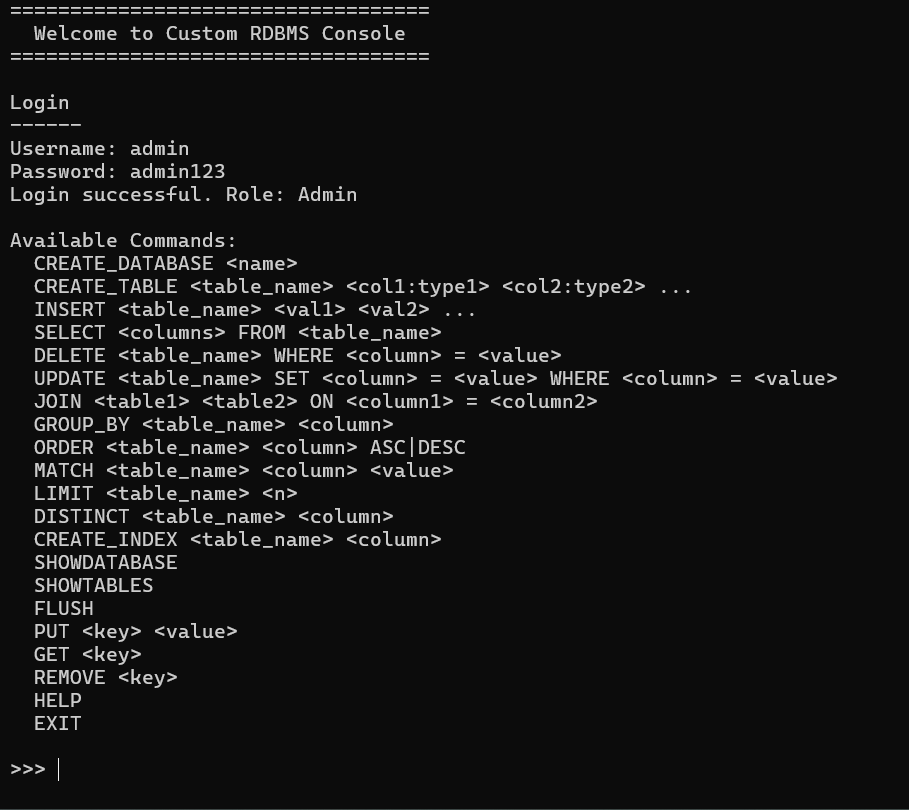 ===================================
  Welcome to Custom RDBMS Console
===================================

Login
------
Username: admin
Password: admin123
Login successful. Role: Admin

Available Commands:
  CREATE_DATABASE <name>
  CREATE_TABLE <table_name> <col1:type1> <col2:type2> ...
  INSERT <table_name> <val1> <val2> ...
  SELECT <columns> FROM <table_name>
  DELETE <table_name> WHERE <column> = <value>
  UPDATE <table_name> SET <column> = <value> WHERE <column> = <value>
  JOIN <table1> <table2> ON <column1> = <column2>
  GROUP_BY <table_name> <column>
  ORDER <table_name> <column> ASC|DESC
  MATCH <table_name> <column> <value>
  LIMIT <table_name> <n>
  DISTINCT <table_name> <column>
  CREATE_INDEX <table_name> <column>
  SHOWDATABASE
  SHOWTABLES
  FLUSH
  PUT <key> <value>
  GET <key>
  REMOVE <key>
  HELP
  EXIT

>>>